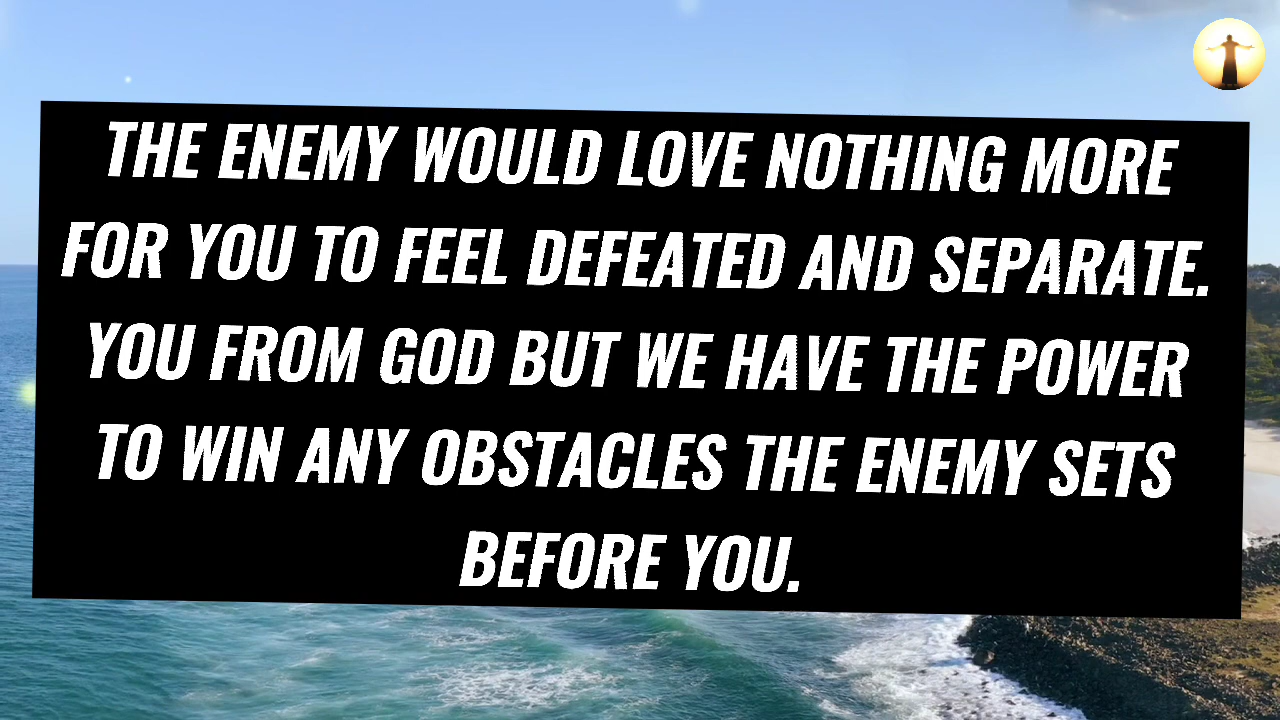 THE ENEMY WOULD LOVE NOTHING MORE
FOR YOU TO FEEL DEFEATED AND SEPARATE.
YOU FROM GOD BUT WE HAVE THE POWER
TO WIN ANY OBSTACLES THE ENEMY SETS
BEFORE YOU.